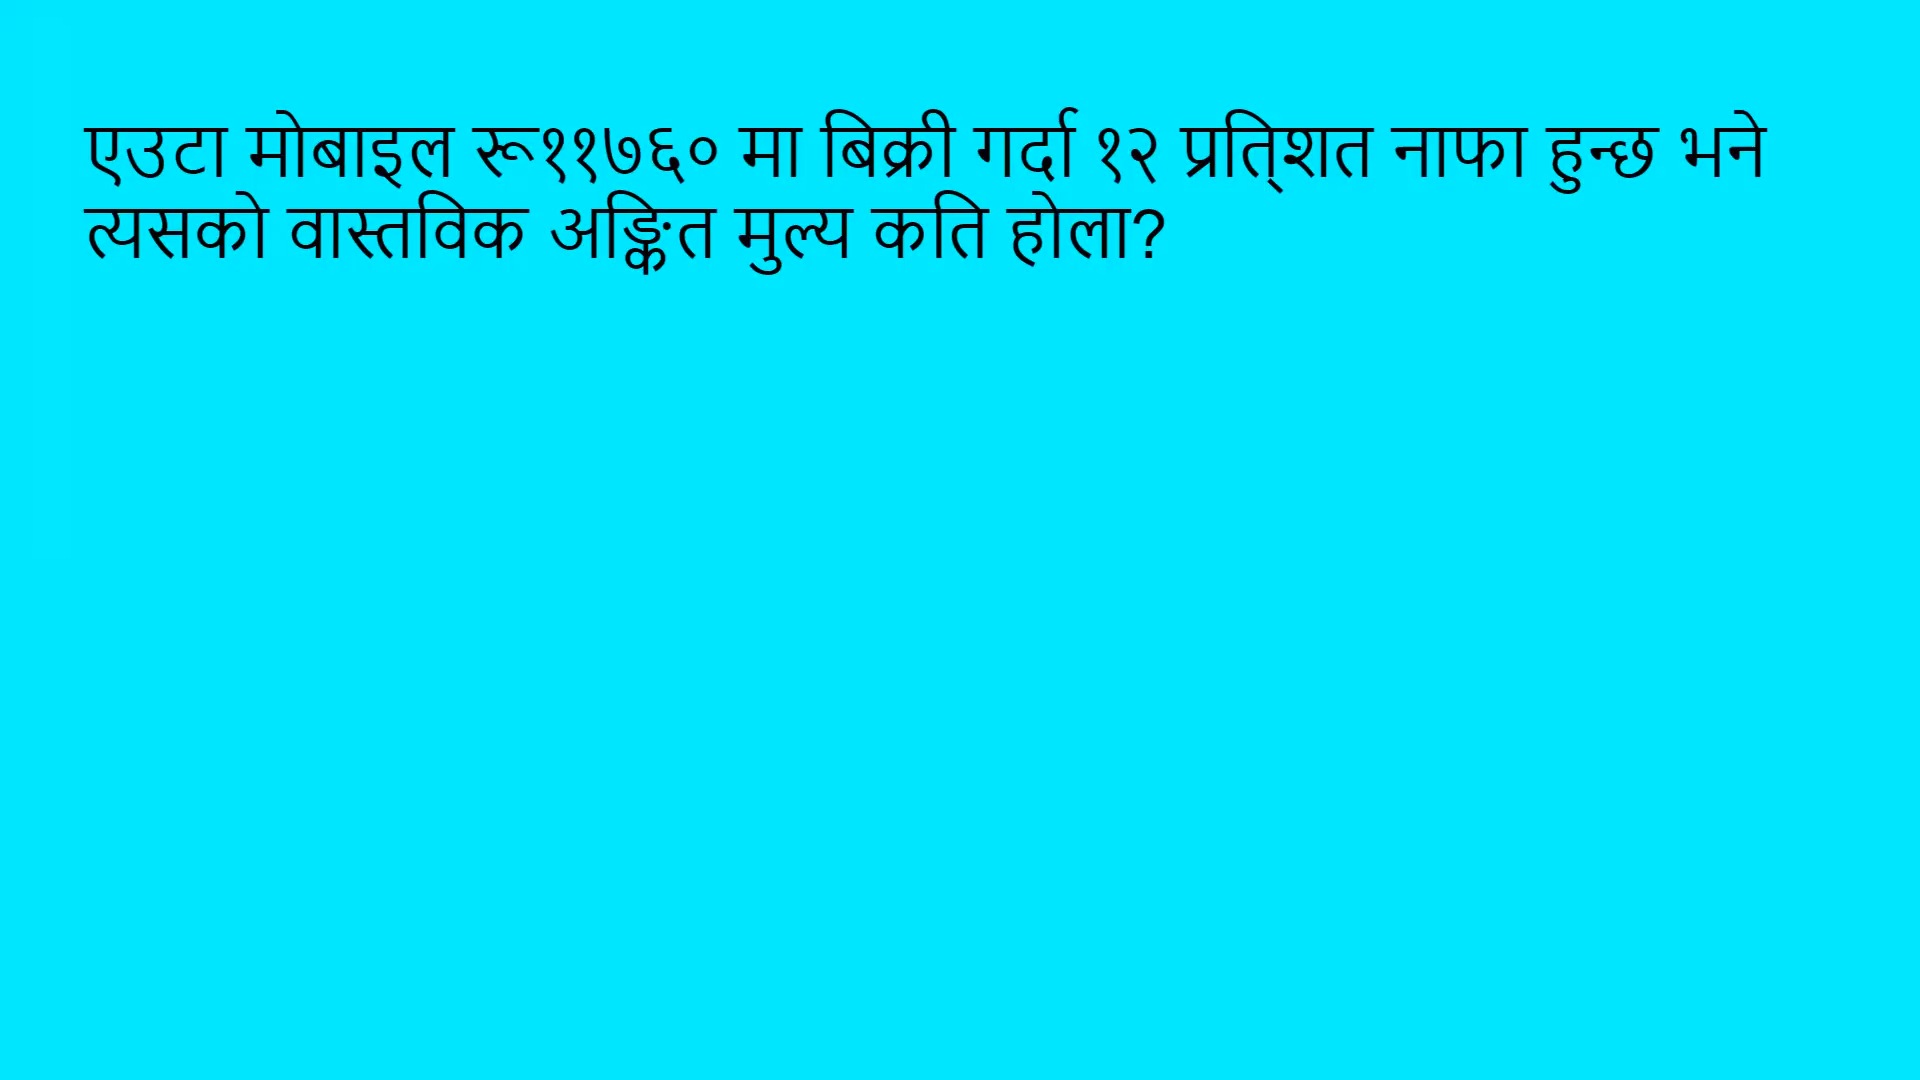 एउटा मोबाइल रू११७६० मा बिक्री गर्दा १२ प्रति्शत नाफा हुन्छ भने
त्यसको वास्तविक अङ्कित मुल्य कति होला?